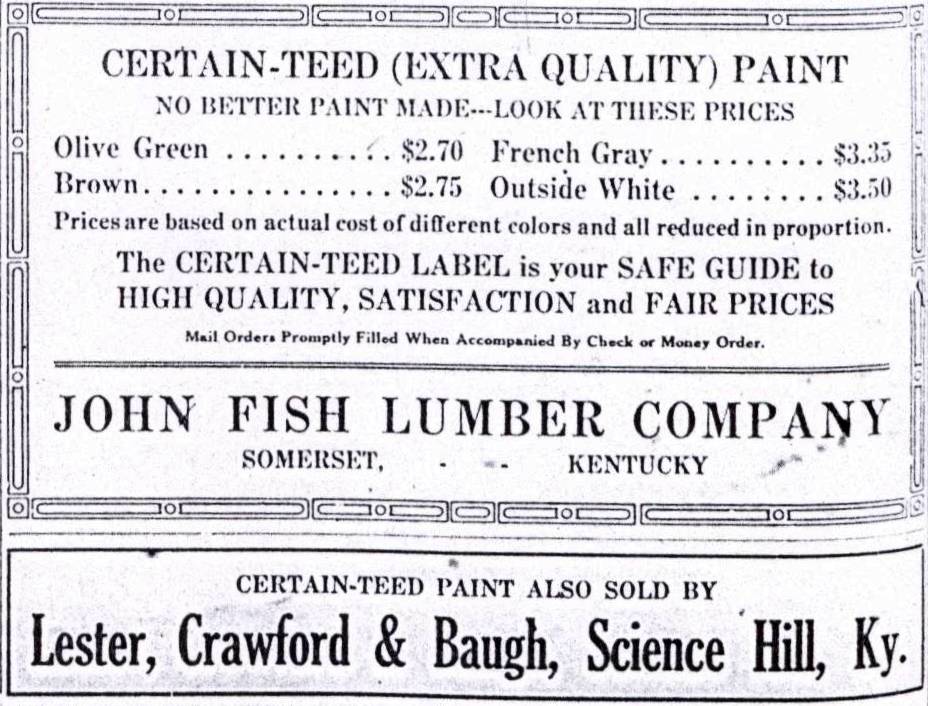 CERTAIN-TEED (EXTRA QUALITY) PAINT
NO BETTER PAINT MADE---LOOK AT THESE PRICES
Olive Green .......... $2.70 French Gray.......... $3.35
Brown............... $2.75 Outside White ........ $3.50
Prices are based on actual cost of different colors and all reduced in proportion.
The CERTAIN-TEED LABEL is your SAFE GUIDE to
HIGH QUALITY, SATISFACTION and FAIR PRICES
Mail Orders Promptly Filled When Accompanied By Check or Money Order.
JOHN FISH LUMBER COMPANY
SOMERSET, - - KENTUCKY
CERTAIN-TEED PAINT ALSO SOLD BY
Lester, Crawford & Baugh, Science Hill, Ky.